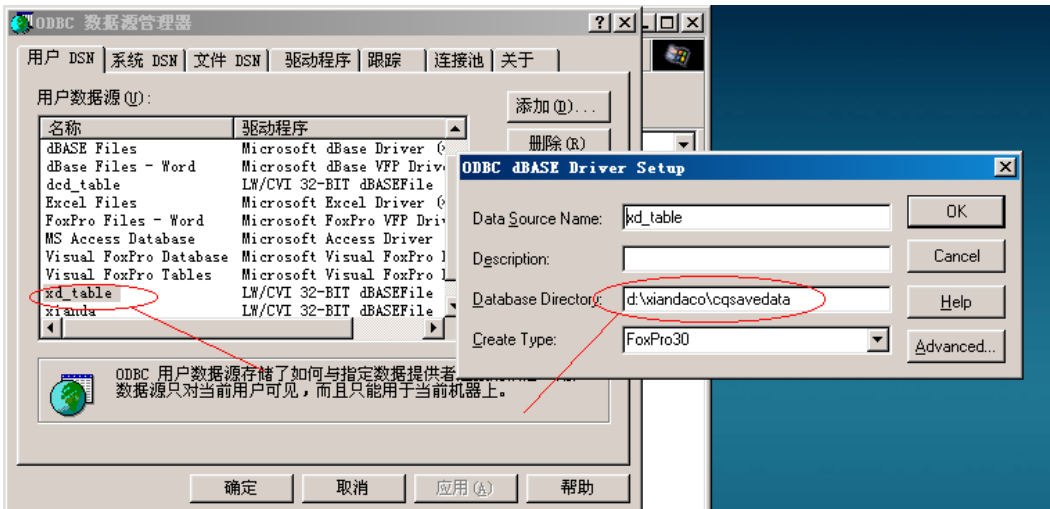 ODBC 数据源管理器
用户 DSN 系统 DSN 文件 DSN 驱动程序 跟踪 连接池 关于
用户数据源(U):
名称 驱动程序
dBASE Files Microsoft dBase Driver (
dBase Files - Word Microsoft dBase VFP Driv
dcd_table LW/CVI 32-BIT dBASEFile
Excel Files Microsoft Excel Driver (
FoxPro Files - Word Microsoft FoxPro VFP Driv
MS Access Database Microsoft Access Driver
Visual FoxPro Database Microsoft Visual FoxPro
Visual FoxPro Tables Microsoft Visual FoxPro
xd_table LW/CVI 32-BIT dBASEFile
xianda LW/CVI 32-BIT dBASEFile
添加(D)...
删除(R)
ODBC 用户数据源存储了如何与指定数据提供者
数据源只对当前用户可见，而且只能用于当前机器上。
确定 取消 应用(A) 帮助
ODBC dBASE Driver Setup
Data Source Name: xd_table
Description:
Database Directory: d:\xiandaco\cqsavedata
Create Type: FoxPro30
OK
Cancel
Help
Advanced...